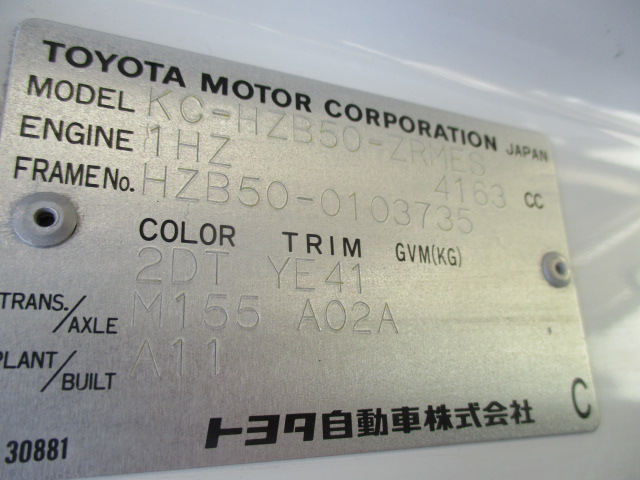 TOYOTA MOTOR CORPORATION JAPAN
MODEL KC-HZB50-ZRMES
ENGINE 1HZ 4163 CC
FRAME No. HZB50-0103735
COLOR TRIM GVM(KG)
2DT YE41
TRANS./AXLE M155 A02A
PLANT/BUILT A11
トヨタ自動車株式会社 C
30881